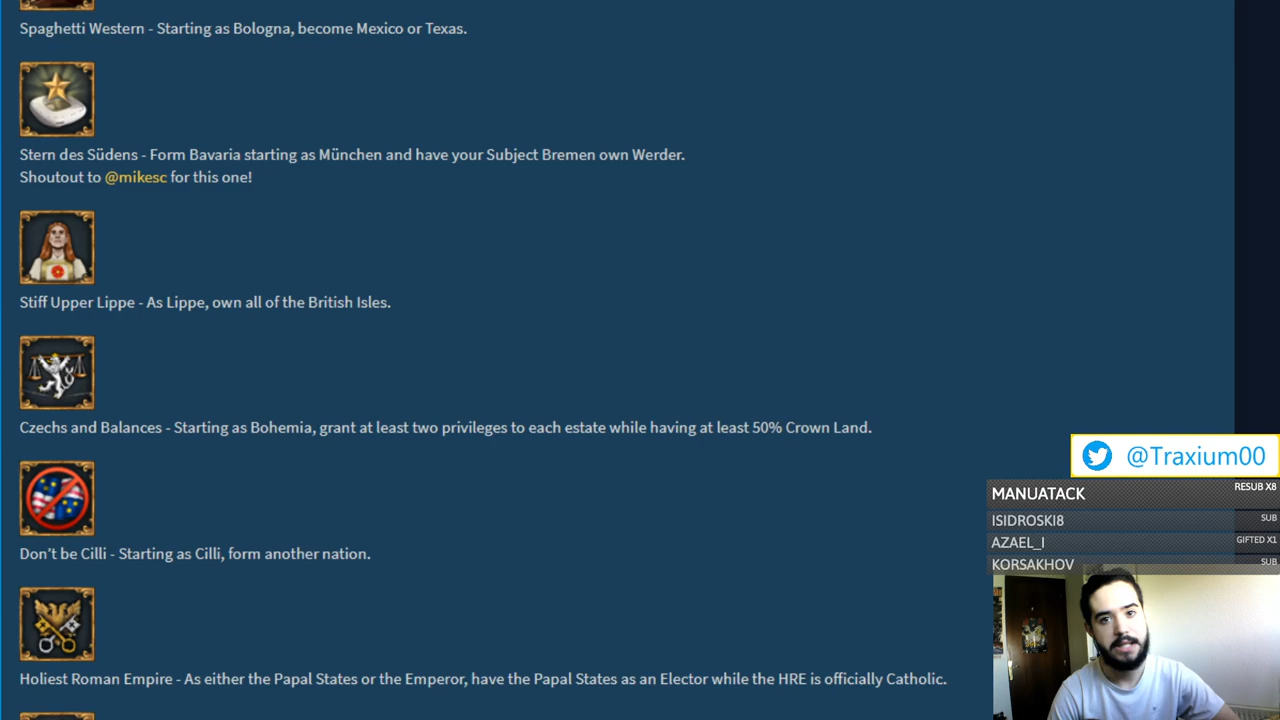 Spaghetti Western - Starting as Bologna, become Mexico or Texas.
Stern des Südens - Form Bavaria starting as München and have your Subject Bremen own Werder.
Shoutout to @mikesc for this one!
Stiff Upper Lippe - As Lippe, own all of the British Isles.
Czechs and Balances - Starting as Bohemia, grant at least two privileges to each estate while having at least 50% Crown Land.
@Traxium00
MANUATACK RESUB X8
ISIDROSKI8 SUB
AZAEL_I GIFTED X1
KORSAKHOV SUB
Don't be Cilli - Starting as Cilli, form another nation.
Holiest Roman Empire - As either the Papal States or the Emperor, have the Papal States as an Elector while the HRE is officially Catholic.